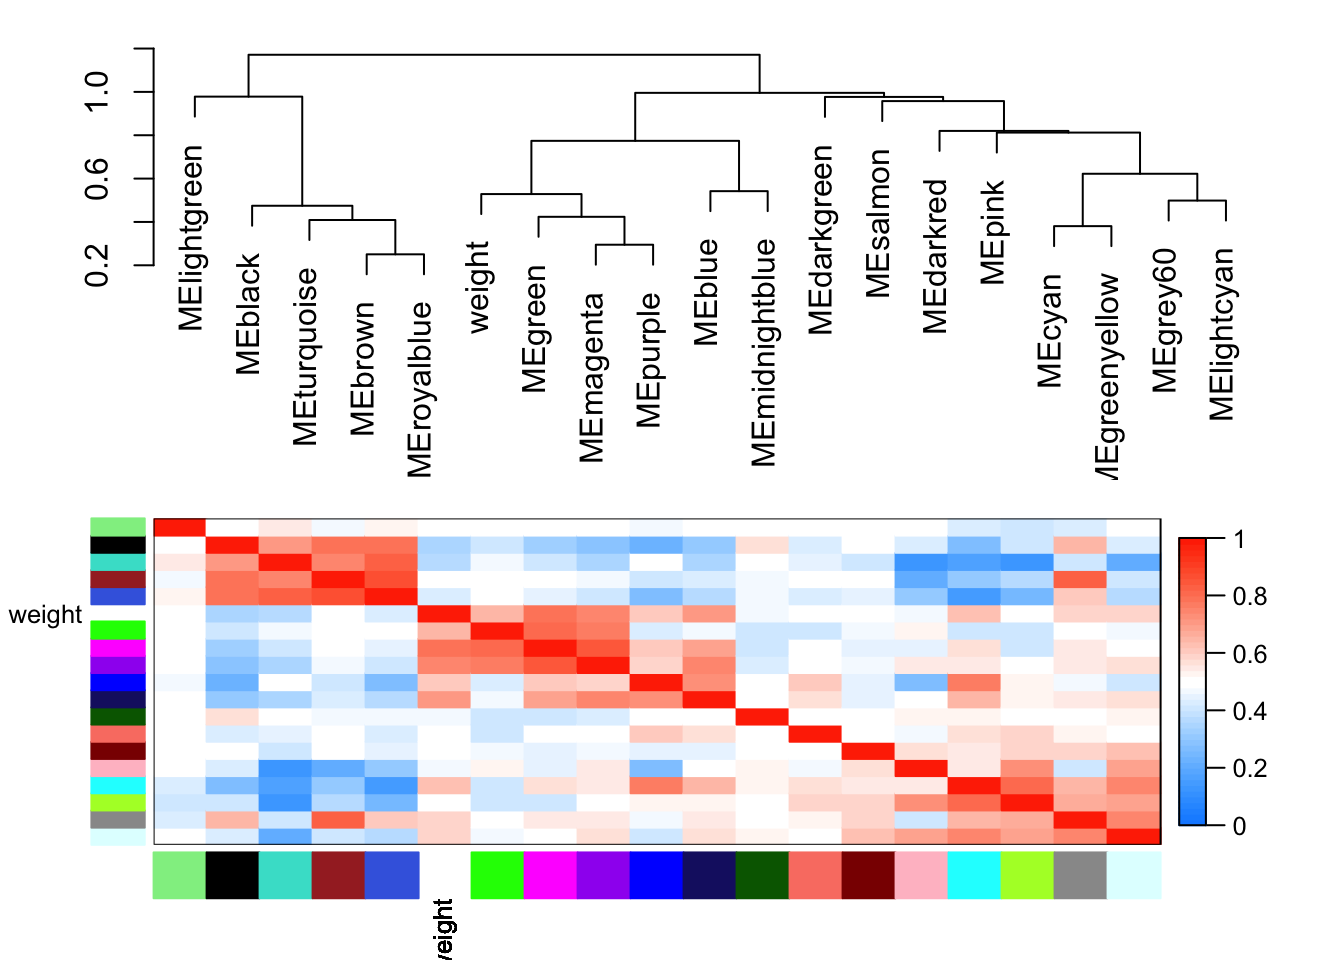 1.0
0.6
0.2
MElightgreen
MEblack
MEturquoise
MEbrown
MEroyalblue
weight
MEgreen
MEmagenta
MEpurple
MEblue
MEmidnightblue
MEdarkgreen
MEsalmon
MEdarkred
MEpink
MEcyan
MEgreenyellow
MEgrey60
MElightcyan
weight
1
0.8
0.6
0.4
0.2
0
weight